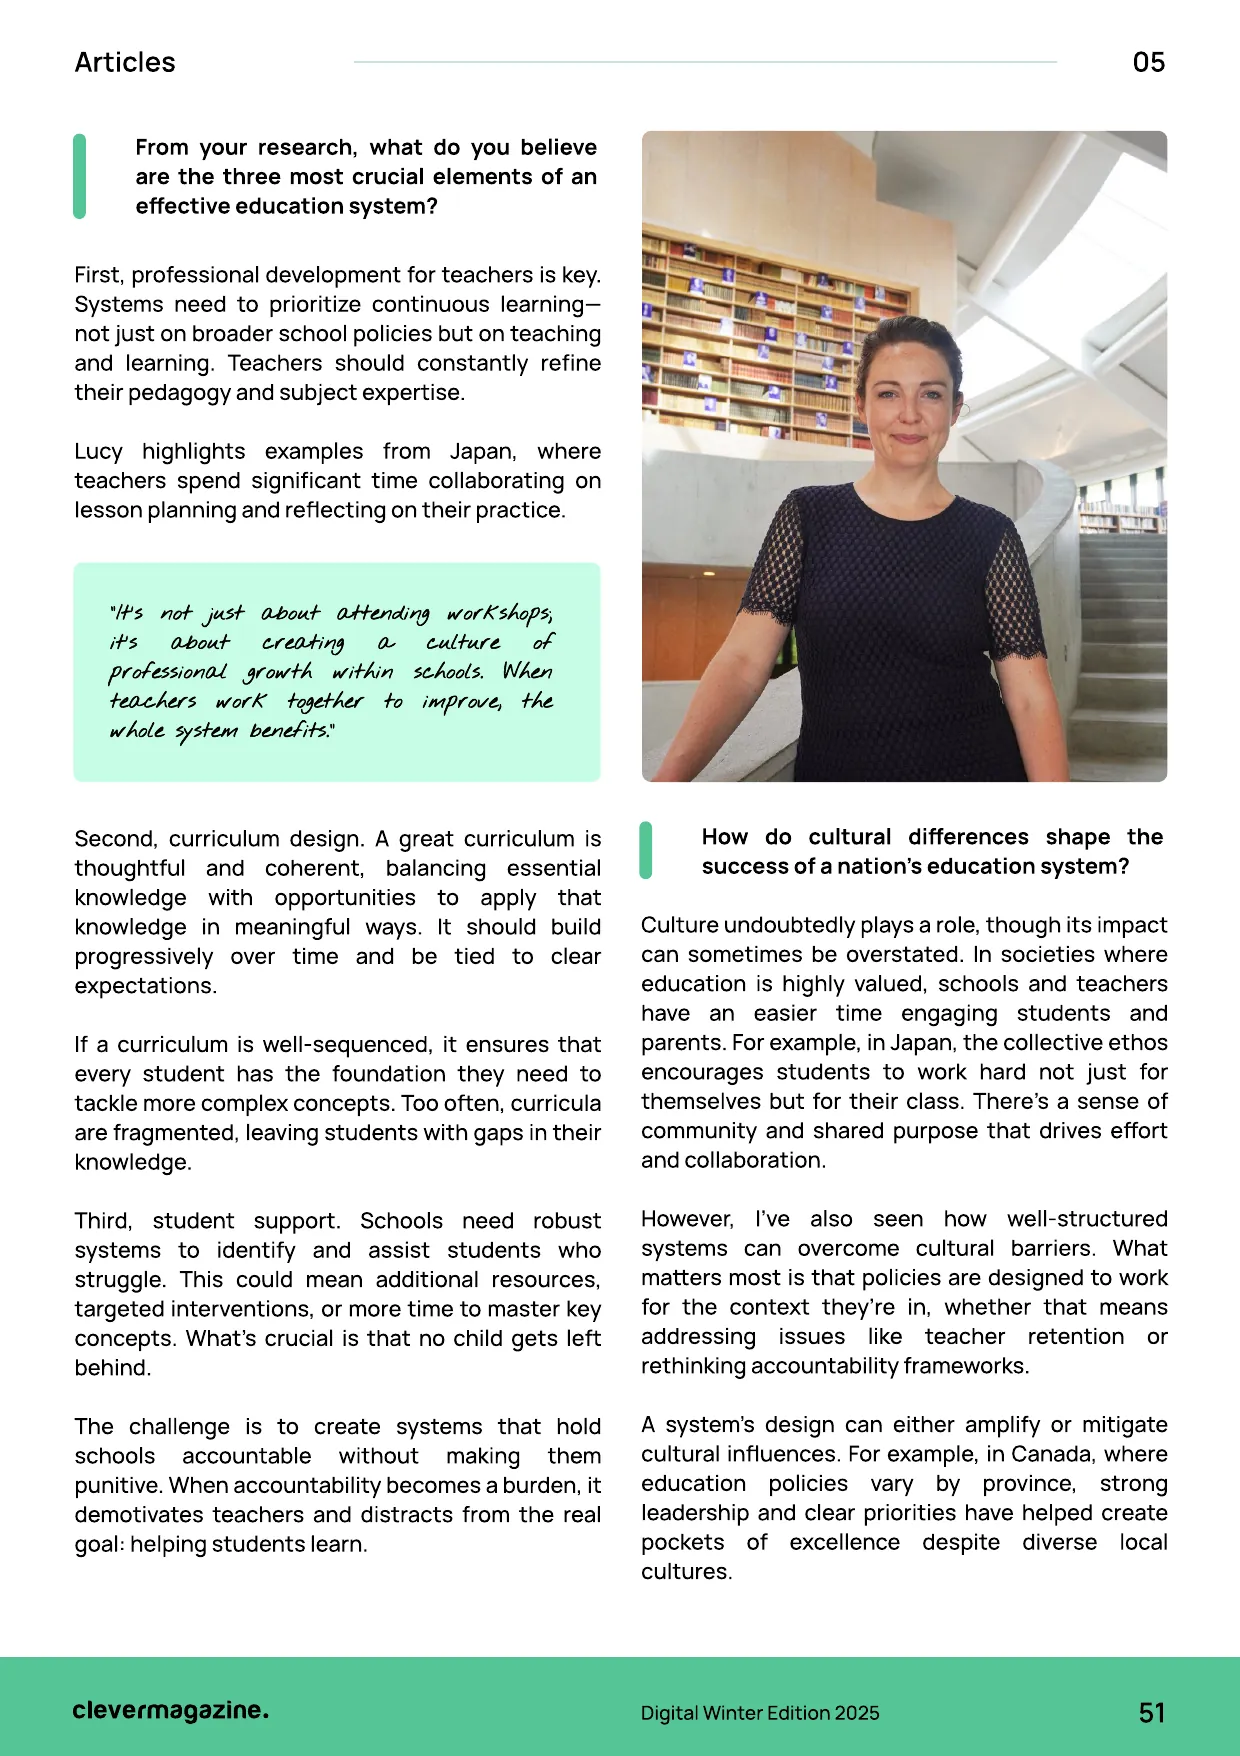 Articles
05
From your research, what do you believe
are the three most crucial elements of an
effective education system?
First, professional development for teachers is key.
Systems need to prioritize continuous learning—
not just on broader school policies but on teaching
and learning. Teachers should constantly refine
their pedagogy and subject expertise.
Lucy highlights examples from Japan, where
teachers spend significant time collaborating on
lesson planning and reflecting on their practice.
"It's not just about attending workshops;
it's about creating a culture of
professional growth within schools. When
teachers work together to improve, the
whole system benefits."
Second, curriculum design. A great curriculum is
thoughtful and coherent, balancing essential
knowledge with opportunities to apply that
knowledge in meaningful ways. It should build
progressively over time and be tied to clear
expectations.
If a curriculum is well-sequenced, it ensures that
every student has the foundation they need to
tackle more complex concepts. Too often, curricula
are fragmented, leaving students with gaps in their
knowledge.
Third, student support. Schools need robust
systems to identify and assist students who
struggle. This could mean additional resources,
targeted interventions, or more time to master key
concepts. What's crucial is that no child gets left
behind.
The challenge is to create systems that hold
schools accountable without making them
punitive. When accountability becomes a burden, it
demotivates teachers and distracts from the real
goal: helping students learn.
How do cultural differences shape the
success of a nation's education system?
Culture undoubtedly plays a role, though its impact
can sometimes be overstated. In societies where
education is highly valued, schools and teachers
have an easier time engaging students and
parents. For example, in Japan, the collective ethos
encourages students to work hard not just for
themselves but for their class. There's a sense of
community and shared purpose that drives effort
and collaboration.
However, I've also seen how well-structured
systems can overcome cultural barriers. What
matters most is that policies are designed to work
for the context they're in, whether that means
addressing issues like teacher retention or
rethinking accountability frameworks.
A system's design can either amplify or mitigate
cultural influences. For example, in Canada, where
education policies vary by province, strong
leadership and clear priorities have helped create
pockets of excellence despite diverse local
cultures.
clevermagazine.
Digital Winter Edition 2025
51